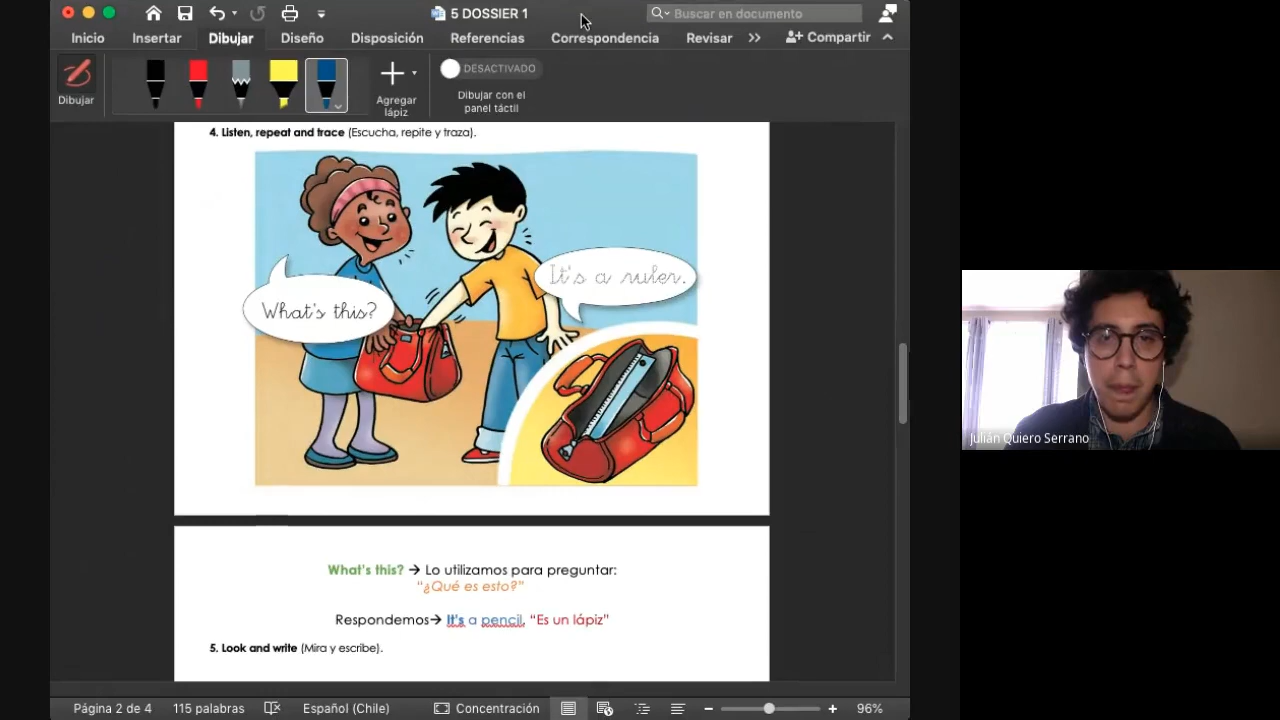 5 DOSSIER 1
Buscar en documento
Inicio
Insertar
Dibujar
Diseño
Disposición
Referencias
Correspondencia
Revisar
Compartir
Dibujar
Agregar
lápiz
DESACTIVADO
Dibujar con el
panel táctil
4. Listen, repeat and trace (Escucha, repite y traza).
What's this?
It's a ruler.
What's this? → Lo utilizamos para preguntar:
“¿Qué es esto?”
Respondemos→ It's a pencil. “Es un lápiz”
5. Look and write (Mira y escribe).
Julián Quiero Serrano
Página 2 de 4
115 palabras
Español (Chile)
Concentración
96%